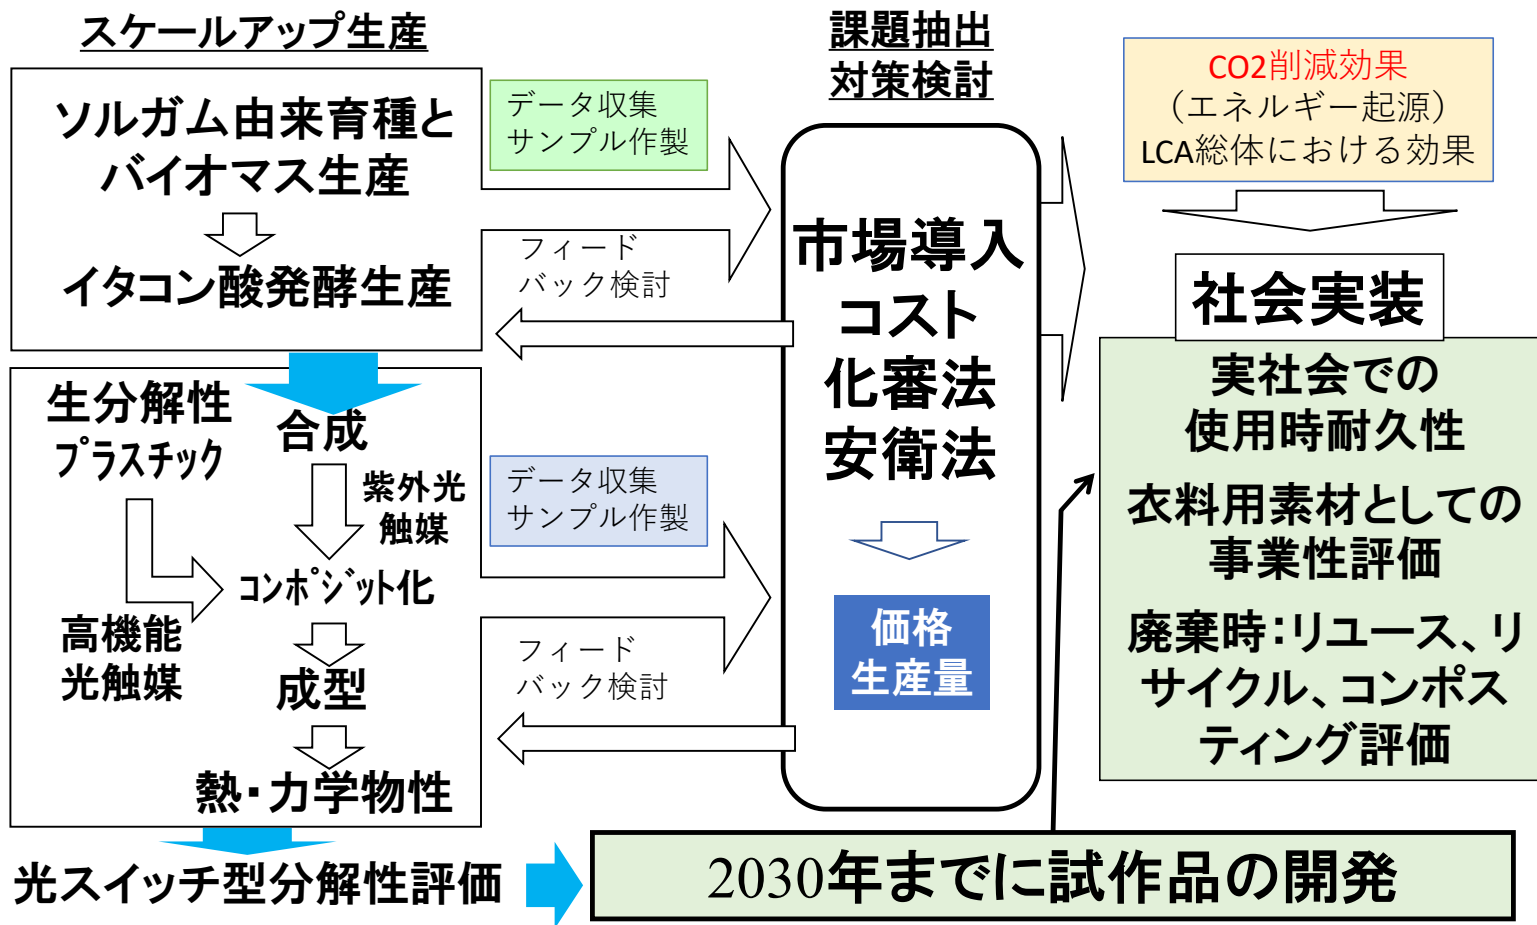 スケールアップ生産
ソルガム由来育種と
バイオマス生産
イタコン酸発酵生産
データ収集
サンプル作製
フィード
バック検討
生分解性
プラスチック
合成
紫外光
触媒
コンポジット化
高機能
光触媒
成型
熱・力学物性
データ収集
サンプル作製
フィード
バック検討
光スイッチ型分解性評価
課題抽出
対策検討
市場導入
コスト
化審法
安衛法
価格
生産量
CO2削減効果
（エネルギー起源）
LCA総体における効果
社会実装
実社会での
使用時耐久性
衣料用素材としての
事業性評価
廃棄時：リユース、リ
サイクル、コンポス
ティング評価
2030年までに試作品の開発